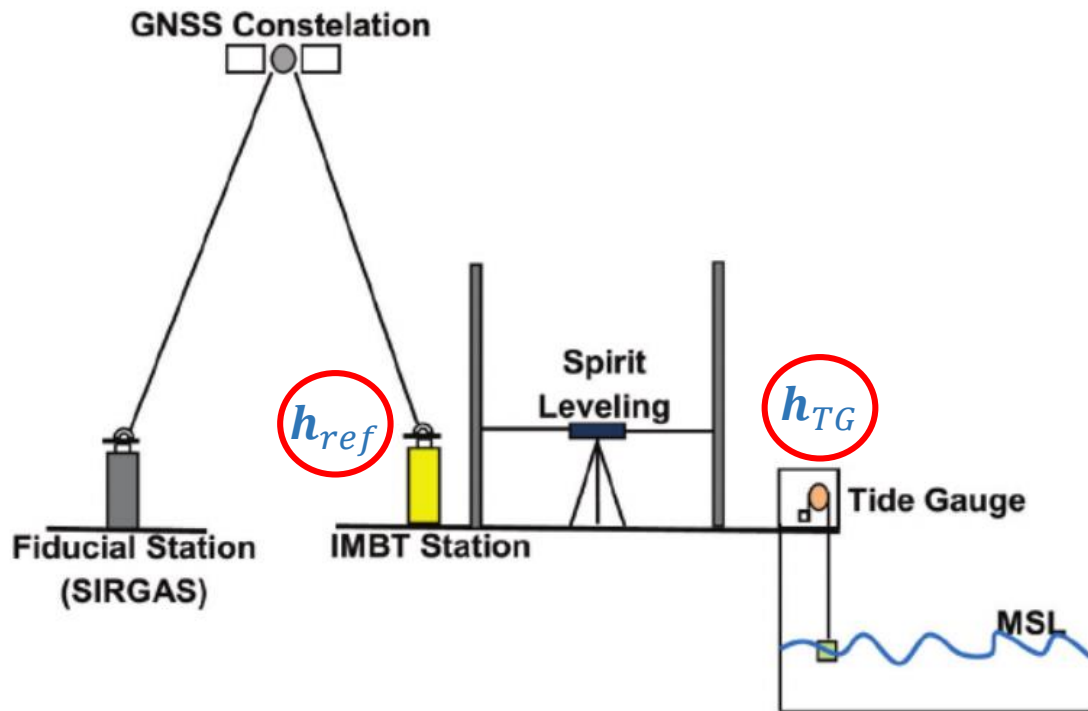 GNSS Constelation
Spirit
Leveling
h_ref
h_TG
Tide Gauge
Fiducial Station
(SIRGAS)
IMBT Station
MSL